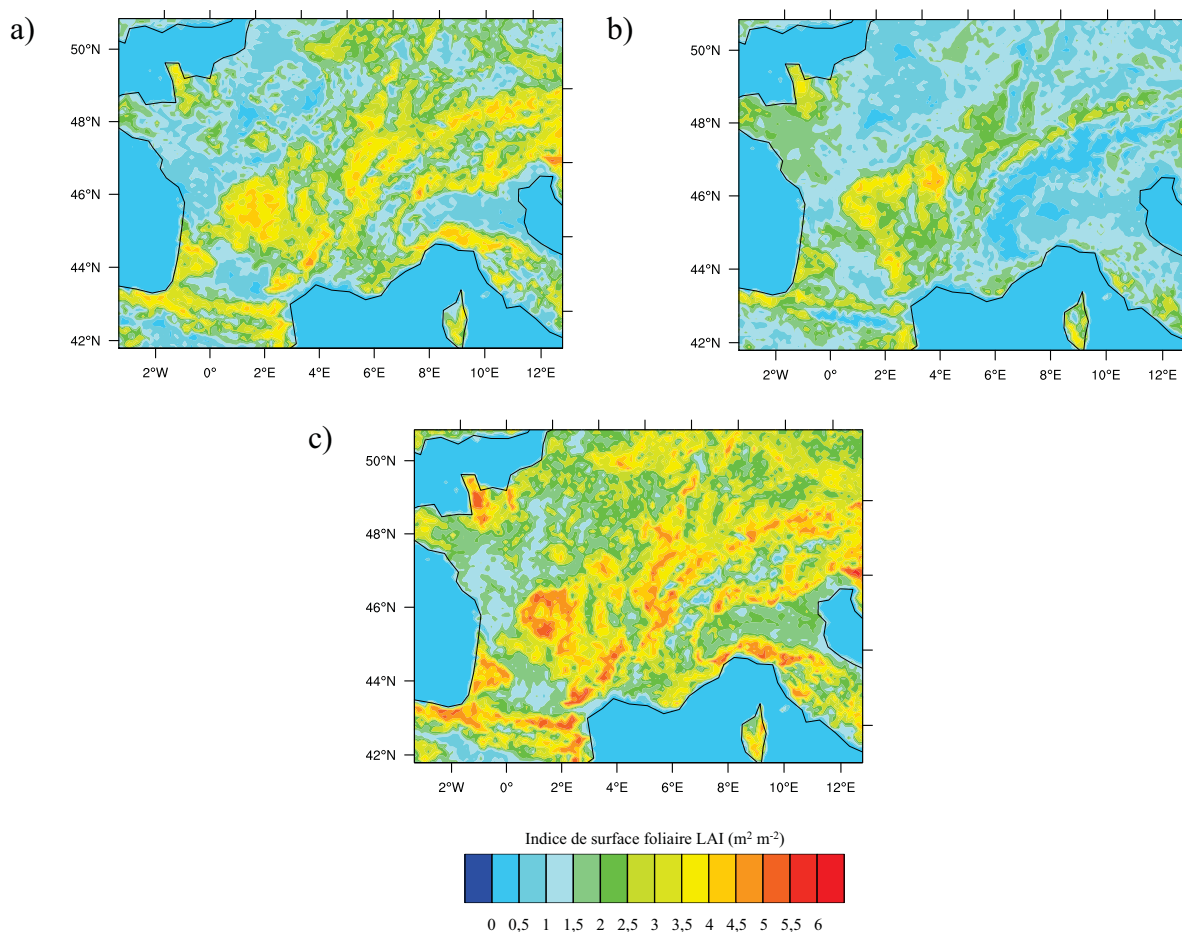 a)
50°N
48°N
46°N
44°N
42°N
2°W 0° 2°E 4°E 6°E 8°E 10°E 12°E
b)
50°N
48°N
46°N
44°N
42°N
2°W 0° 2°E 4°E 6°E 8°E 10°E 12°E
c)
50°N
48°N
46°N
44°N
42°N
2°W 0° 2°E 4°E 6°E 8°E 10°E 12°E
Indice de surface foliaire LAI (m² m⁻²)
0 0,5 1 1,5 2 2,5 3 3,5 4 4,5 5 5,5 6